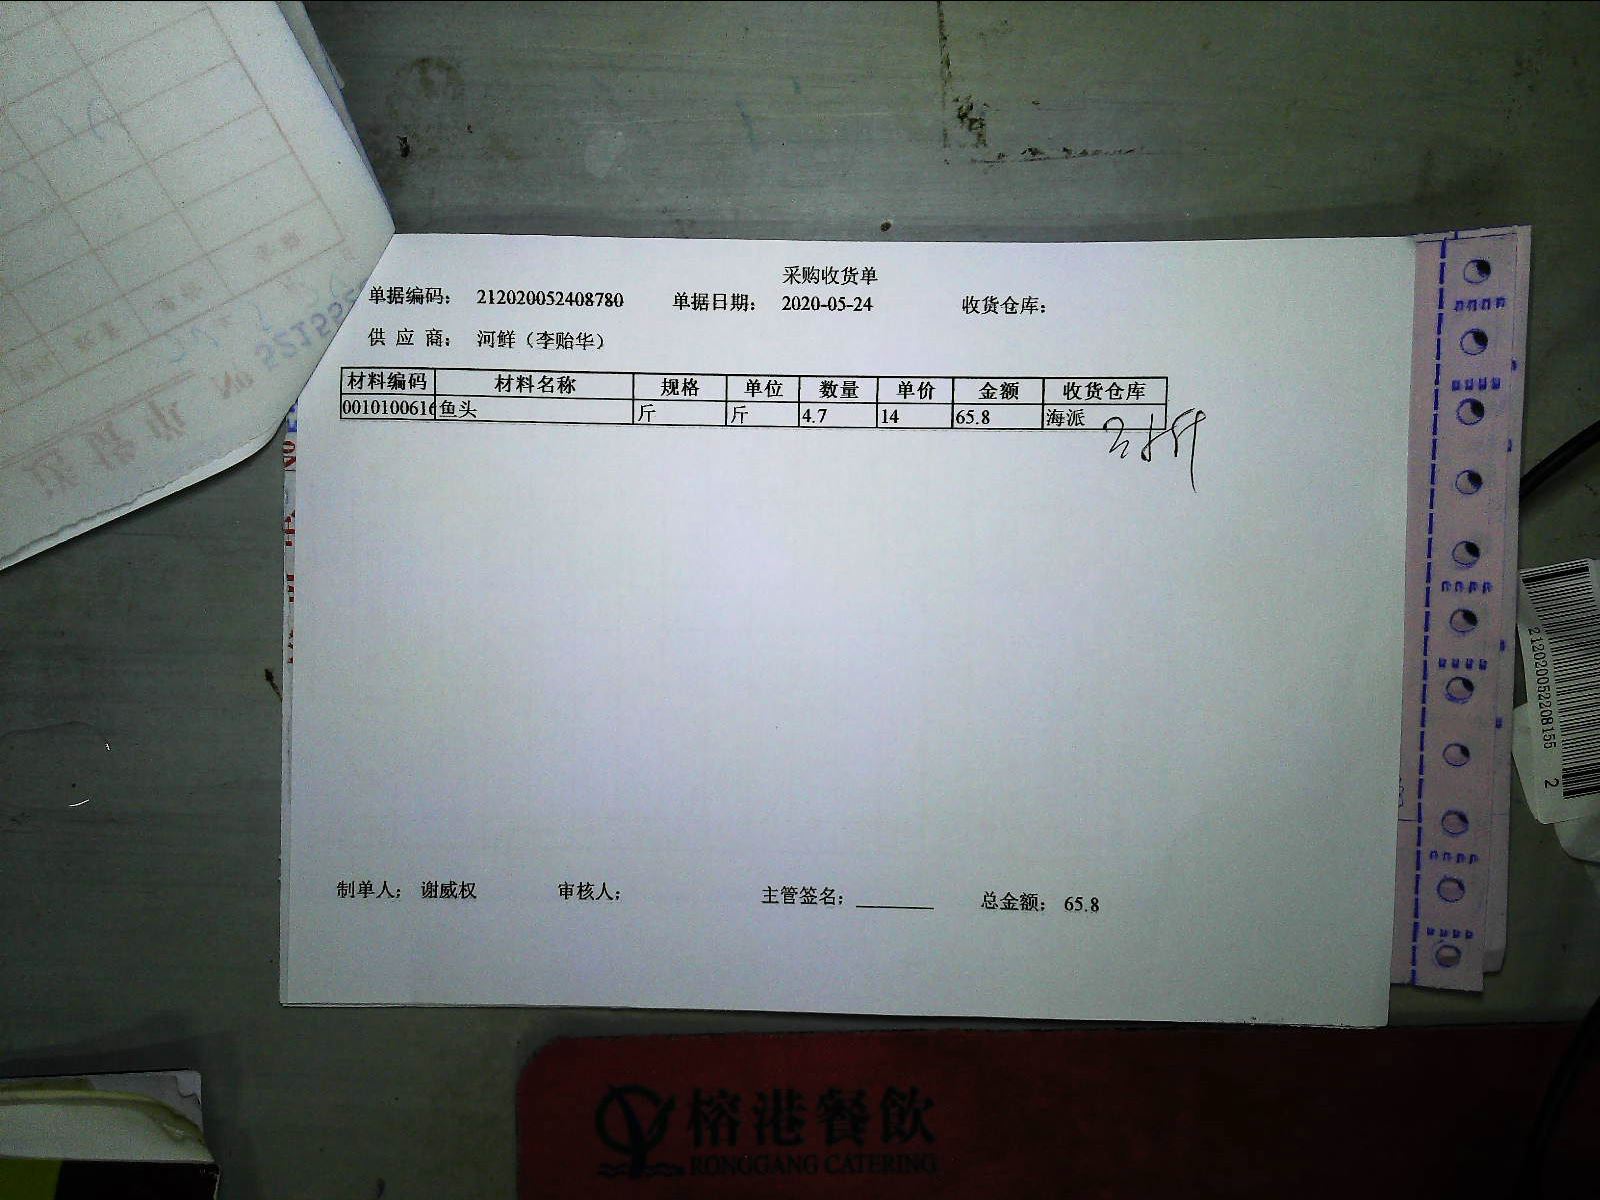 采购收货单
单据编码： 212020052408780 单据日期： 2020-05-24 收货仓库：
供 应 商： 河鲜（李贻华）
材料编码 材料名称 规格 单位 数量 单价 金额 收货仓库
0010100616 鱼头 斤 斤 4.7 14 65.8 海派
制单人： 谢威权 审核人： 主管签名： 总金额： 65.8
212020052208155 2
榕港餐飲
RONGGANG CATERING